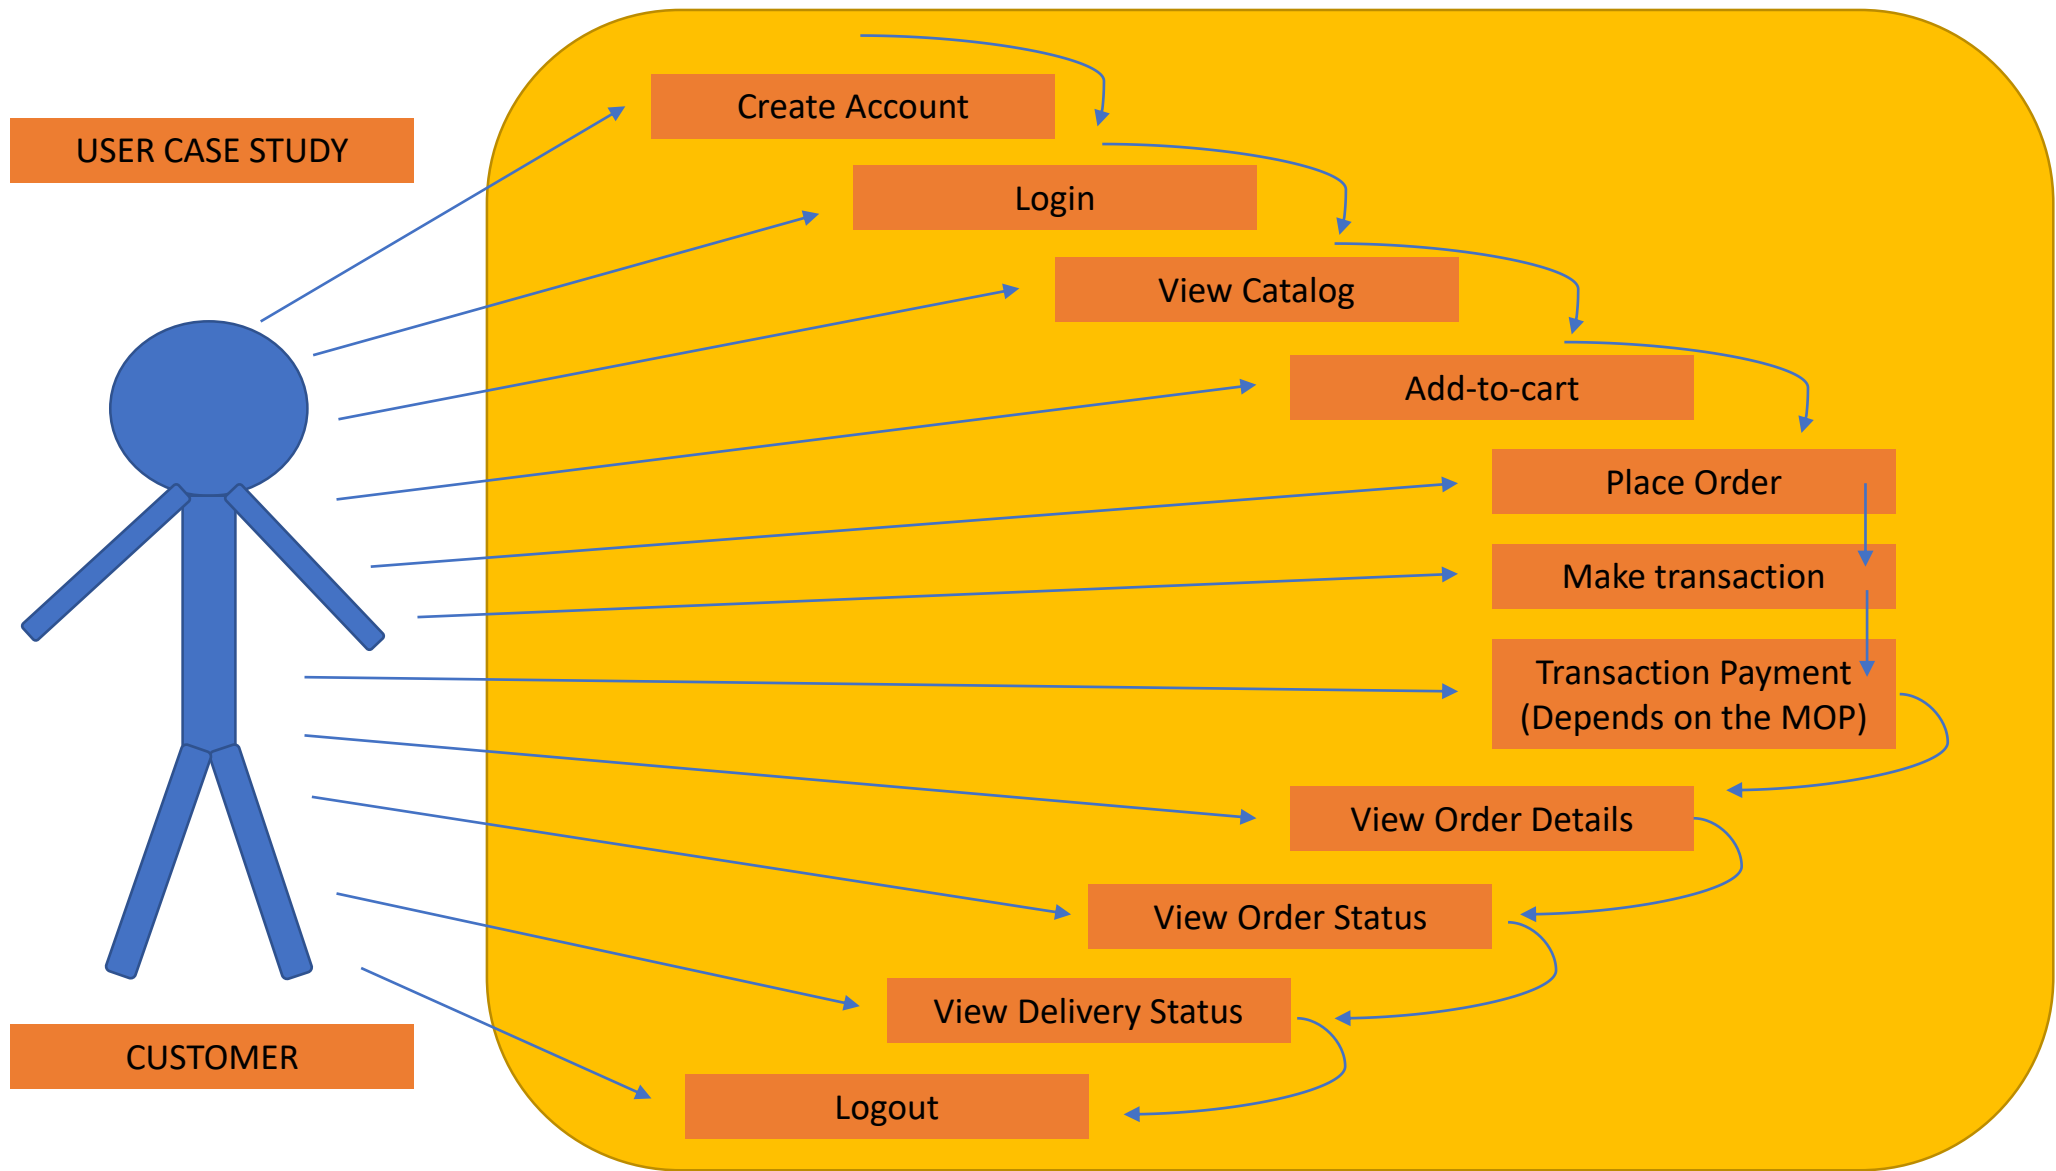 USER CASE STUDY
Create Account
Login
View Catalog
Add-to-cart
Place Order
Make transaction
Transaction Payment
(Depends on the MOP)
View Order Details
View Order Status
View Delivery Status
Logout
CUSTOMER